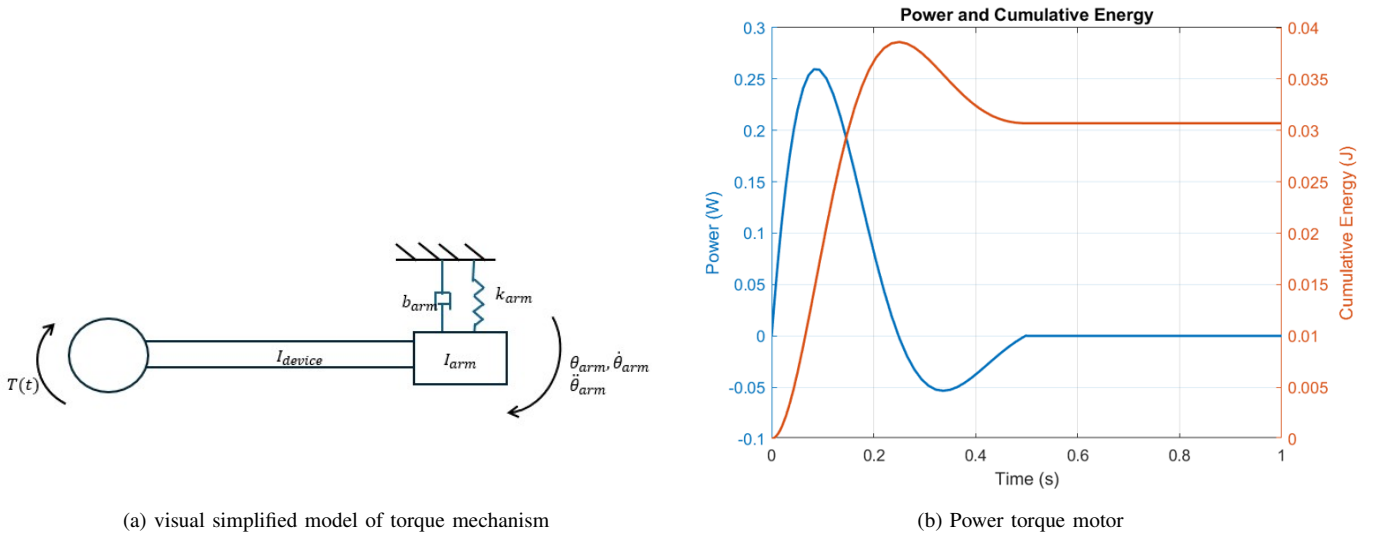 b_arm
k_arm
I_device
I_arm
T(t)
θ_arm, θ̇_arm
θ̈_arm
(a) visual simplified model of torque mechanism
Power and Cumulative Energy
0.3
0.25
0.2
0.15
0.1
0.05
0
-0.05
-0.1
Power (W)
0.04
0.035
0.03
0.025
0.02
0.015
0.01
0.005
0
Cumulative Energy (J)
0 0.2 0.4 0.6 0.8 1
Time (s)
(b) Power torque motor